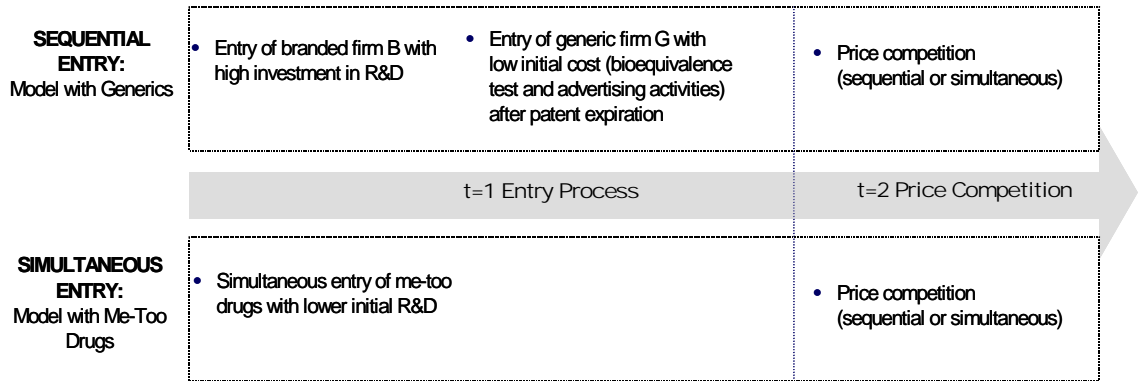 SEQUENTIAL
ENTRY:
Model with Generics
• Entry of branded firm B with
high investment in R&D
• Entry of generic firm G with
low initial cost (bioequivalence
test and advertising activities)
after patent expiration
• Price competition
(sequential or simultaneous)
t=1 Entry Process
t=2 Price Competition
SIMULTANEOUS
ENTRY:
Model with Me-Too
Drugs
• Simultaneous entry of me-too
drugs with lower initial R&D
• Price competition
(sequential or simultaneous)